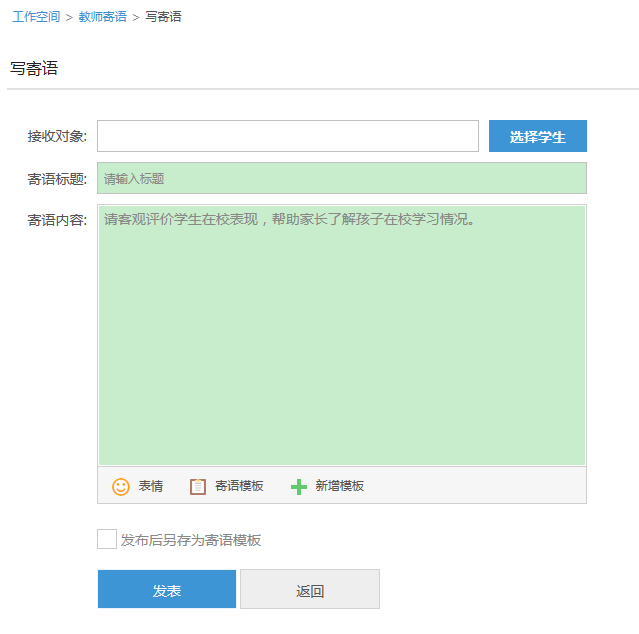 工作空间 > 教师寄语 > 写寄语
写寄语
接收对象: 选择学生
寄语标题: 请输入标题
寄语内容: 请客观评价学生在校表现，帮助家长了解孩子在校学习情况。
表情 寄语模板 新增模板
发布后另存为寄语模板
发表 返回